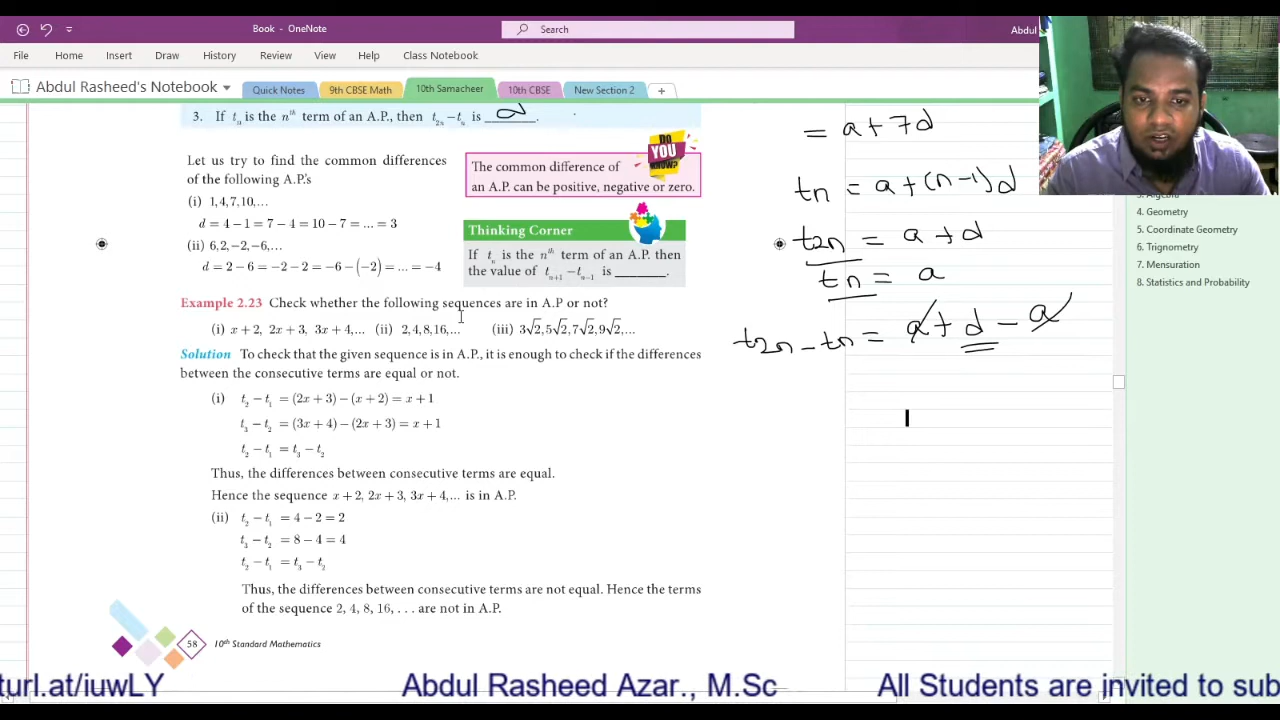 Book - OneNote
Search
Abdul
File Home Insert Draw History Review View Help Class Notebook
Abdul Rasheed's Notebook
Quick Notes
9th CBSE Math
10th Samacheer
10th CBSE
New Section 2
3. If tₙ is the nᵗʰ term of an A.P., then t₂ₙ − tₙ is ______. d
Let us try to find the common differences
of the following A.P.'s
(i) 1,4,7,10,...
d = 4 − 1 = 7 − 4 = 10 − 7 = ... = 3
(ii) 6,2,−2,−6,...
d = 2 − 6 = −2 − 2 = −6 − (−2) = ... = −4
DO YOU KNOW?
The common difference of
an A.P. can be positive, negative or zero.
Thinking Corner
If tₙ is the nᵗʰ term of an A.P. then
the value of tₙ₊₁ − tₙ₋₁ is ________.
Example 2.23 Check whether the following sequences are in A.P or not?
(i) x + 2, 2x + 3, 3x + 4,... (ii) 2,4,8,16,... (iii) 3√2,5√2,7√2,9√2,...
Solution To check that the given sequence is in A.P., it is enough to check if the differences
between the consecutive terms are equal or not.
(i) t₂ − t₁ = (2x + 3) − (x + 2) = x + 1
t₃ − t₂ = (3x + 4) − (2x + 3) = x + 1
t₂ − t₁ = t₃ − t₂
Thus, the differences between consecutive terms are equal.
Hence the sequence x + 2, 2x + 3, 3x + 4,... is in A.P.
(ii) t₂ − t₁ = 4 − 2 = 2
t₃ − t₂ = 8 − 4 = 4
t₂ − t₁ = t₃ − t₂
Thus, the differences between consecutive terms are not equal. Hence the terms
of the sequence 2, 4, 8, 16, . . . are not in A.P.
58 10th Standard Mathematics
= a + 7d
tn = a + (n-1)d
t2n = a + d
tn = a
t2n - tn = a + d - a
4. Geometry
5. Coordinate Geometry
6. Trignometry
7. Mensuration
8. Statistics and Probability
turl.at/iuwLY Abdul Rasheed Azar., M.Sc All Students are invited to sub